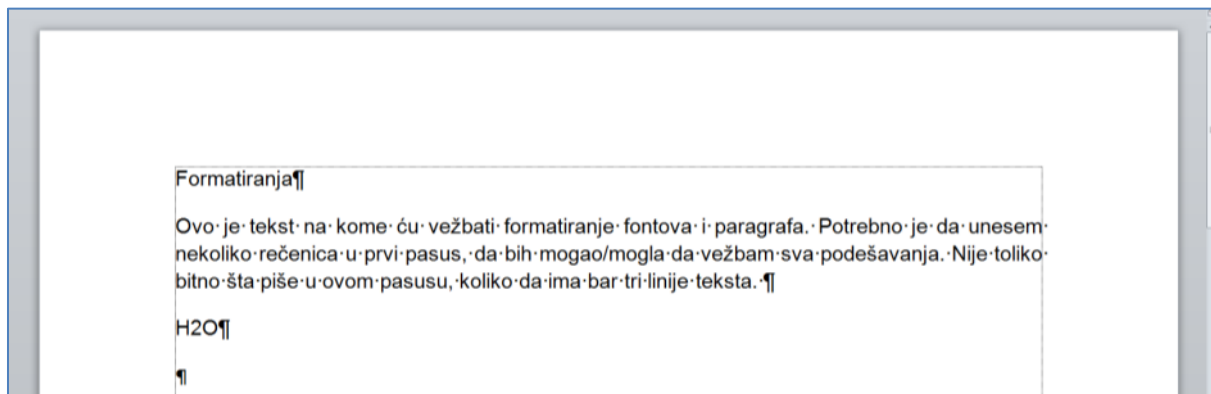 Formatiranja¶
Ovo·je·tekst·na·kome·ću·vežbati·formatiranje·fontova·i·paragrafa.·Potrebno·je·da·unesem·
nekoliko·rečenica·u·prvi·pasus,·da·bih·mogao/mogla·da·vežbam·sva·podešavanja.·Nije·toliko·
bitno·šta·piše·u·ovom·pasusu,·koliko·da·ima·bar·tri·linije·teksta.·¶
H2O¶
¶